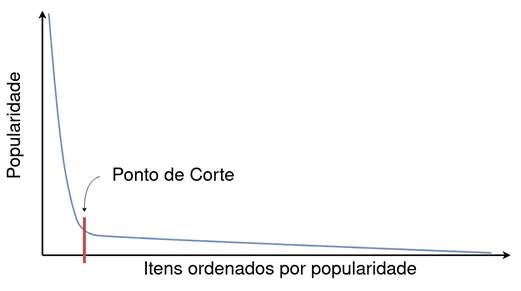 Popularidade
Ponto de Corte
Itens ordenados por popularidade